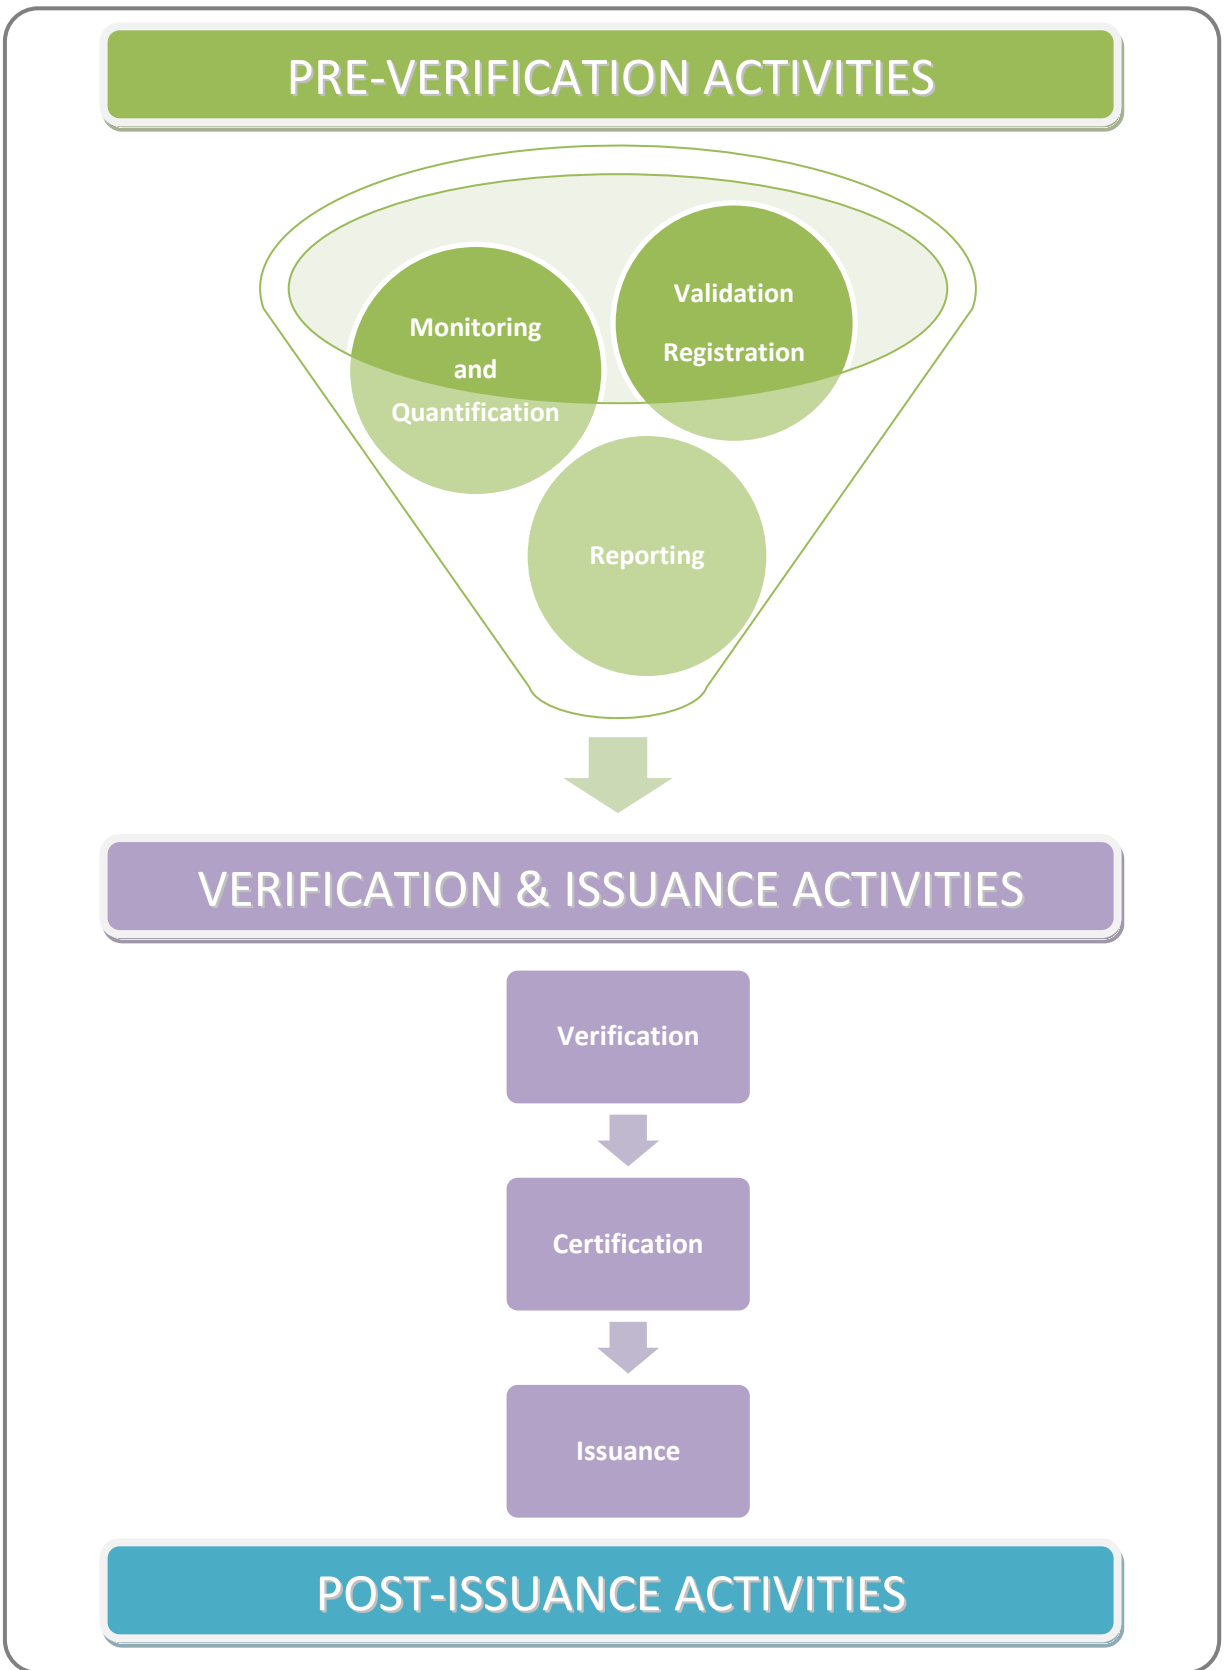 PRE-VERIFICATION ACTIVITIES
Validation
Registration
Monitoring
and
Quantification
Reporting
VERIFICATION & ISSUANCE ACTIVITIES
Verification
Certification
Issuance
POST-ISSUANCE ACTIVITIES